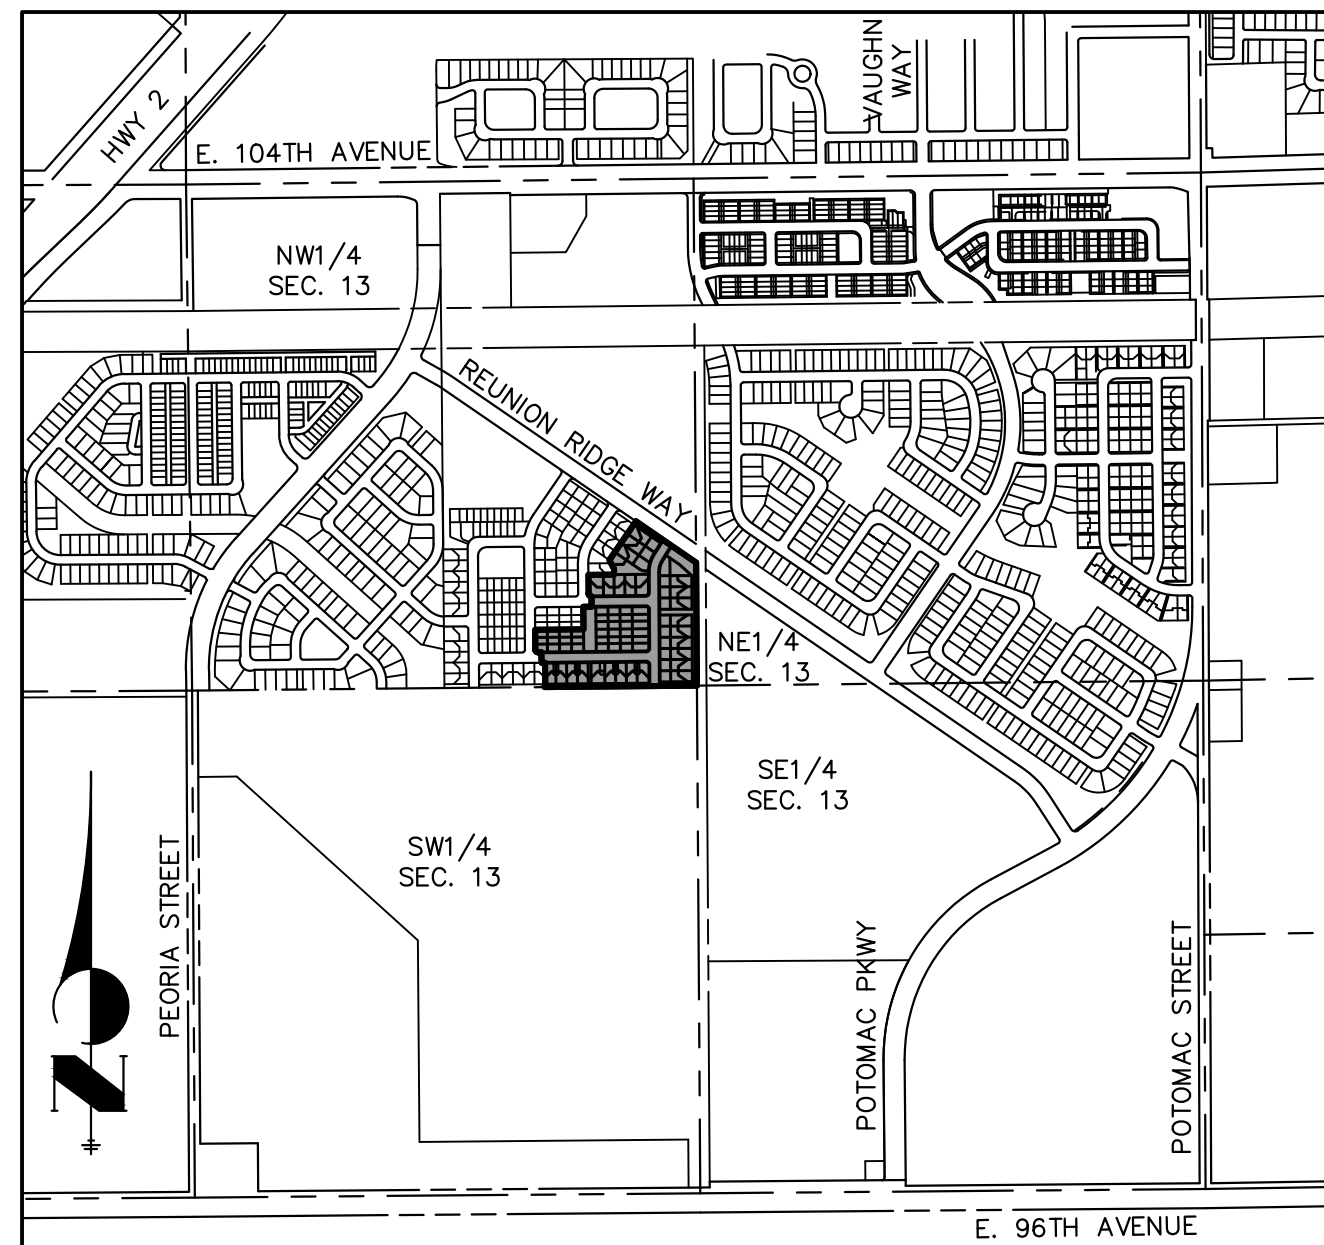 VAUGHN
WAY
HWY 2
E. 104TH AVENUE
NW1/4
SEC. 13
REUNION RIDGE WAY
NE1/4
SEC. 13
SE1/4
SEC. 13
SW1/4
SEC. 13
PEORIA STREET
POTOMAC PKWY
POTOMAC STREET
N
E. 96TH AVENUE